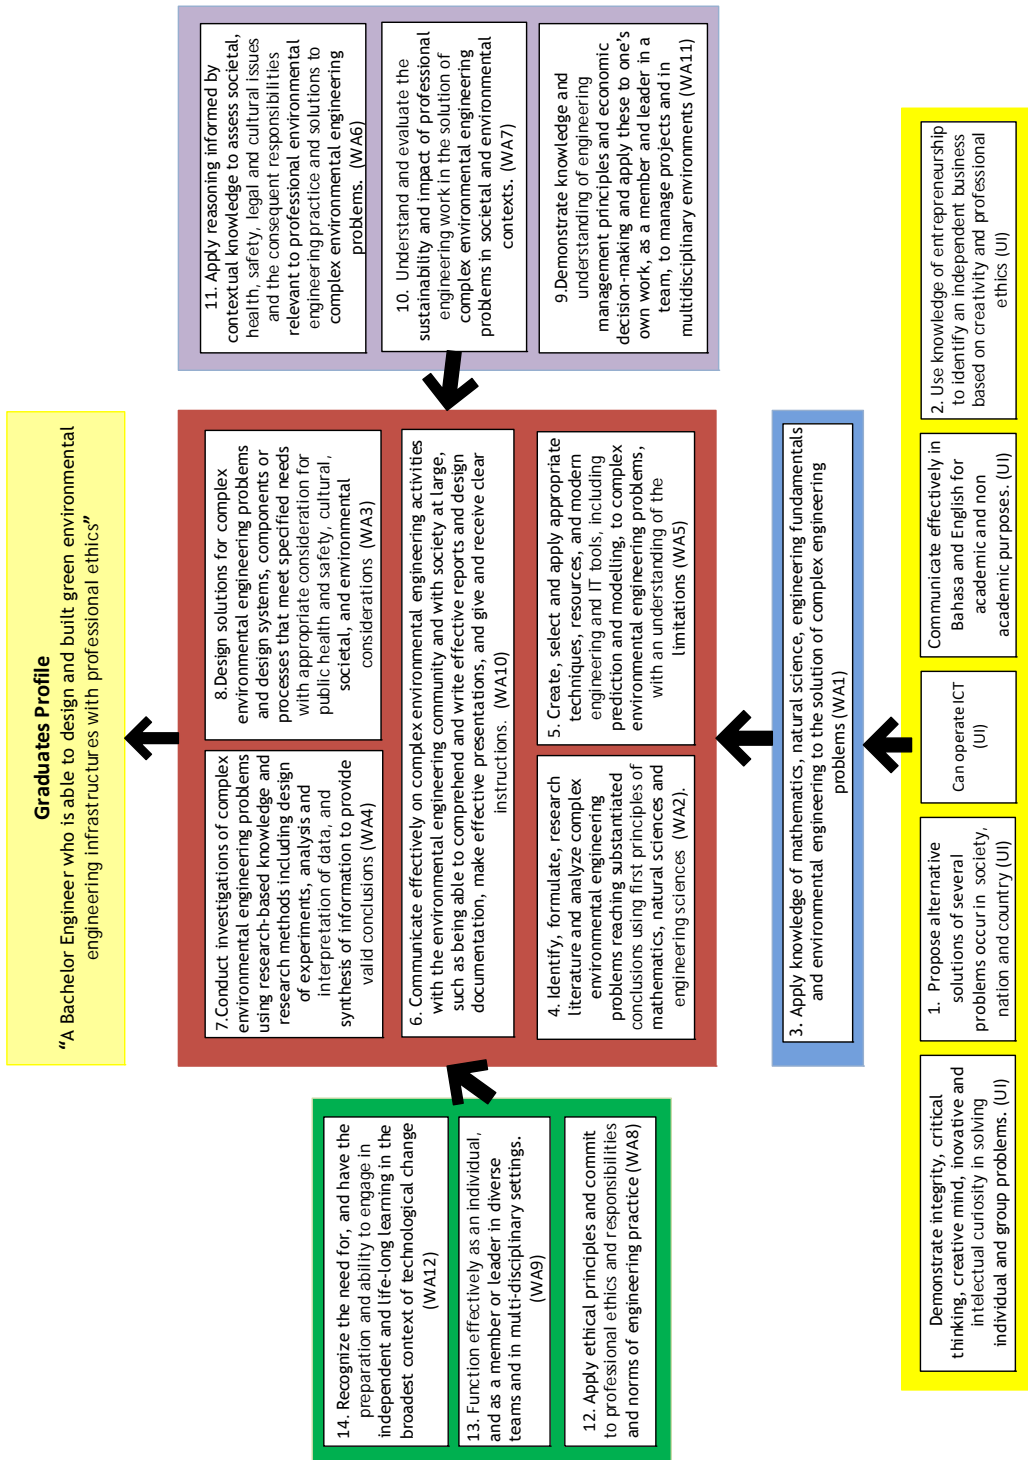 Graduates Profile
“A Bachelor Engineer who is able to design and built green environmental
engineering infrastructures with professional ethics”
7.Conduct investigations of complex
environmental engineering problems
using research-based knowledge and
research methods including design
of experiments, analysis and
interpretation of data, and
synthesis of information to provide
valid conclusions (WA4)
8.Design solutions for complex
environmental engineering problems
and design systems, components or
processes that meet specified needs
with appropriate consideration for
public health and safety, cultural,
societal, and environmental
considerations (WA3)
6. Communicate effectively on complex environmental engineering activities
with the environmental engineering community and with society at large,
such as being able to comprehend and write effective reports and design
documentation, make effective presentations, and give and receive clear
instructions. (WA10)
4. Identify, formulate, research
literature and analyze complex
environmental engineering
problems reaching substantiated
conclusions using first principles of
mathematics, natural sciences and
engineering sciences (WA2).
5. Create, select and apply appropriate
techniques, resources, and modern
engineering and IT tools, including
prediction and modelling, to complex
environmental engineering problems,
with an understanding of the
limitations (WA5)
14. Recognize the need for, and have the
preparation and ability to engage in
independent and life-long learning in the
broadest context of technological change
(WA12)
13. Function effectively as an individual,
and as a member or leader in diverse
teams and in multi-disciplinary settings.
(WA9)
12. Apply ethical principles and commit
to professional ethics and responsibilities
and norms of engineering practice (WA8)
11. Apply reasoning informed by
contextual knowledge to assess societal,
health, safety, legal and cultural issues
and the consequent responsibilities
relevant to professional environmental
engineering practice and solutions to
complex environmental engineering
problems. (WA6)
10. Understand and evaluate the
sustainability and impact of professional
engineering work in the solution of
complex environmental engineering
problems in societal and environmental
contexts. (WA7)
9.Demonstrate knowledge and
understanding of engineering
management principles and economic
decision-making and apply these to one’s
own work, as a member and leader in a
team, to manage projects and in
multidisciplinary environments (WA11)
3. Apply knowledge of mathematics, natural science, engineering fundamentals
and environmental engineering to the solution of complex engineering
problems (WA1)
Demonstrate integrity, critical
thinking, creative mind, inovative and
intelectual curiosity in solving
individual and group problems. (UI)
1. Propose alternative
solutions of several
problems occur in society,
nation and country (UI)
Can operate ICT
(UI)
Communicate effectively in
Bahasa and English for
academic and non
academic purposes. (UI)
2. Use knowledge of entrepreneurship
to identify an independent business
based on creativity and professional
ethics (UI)